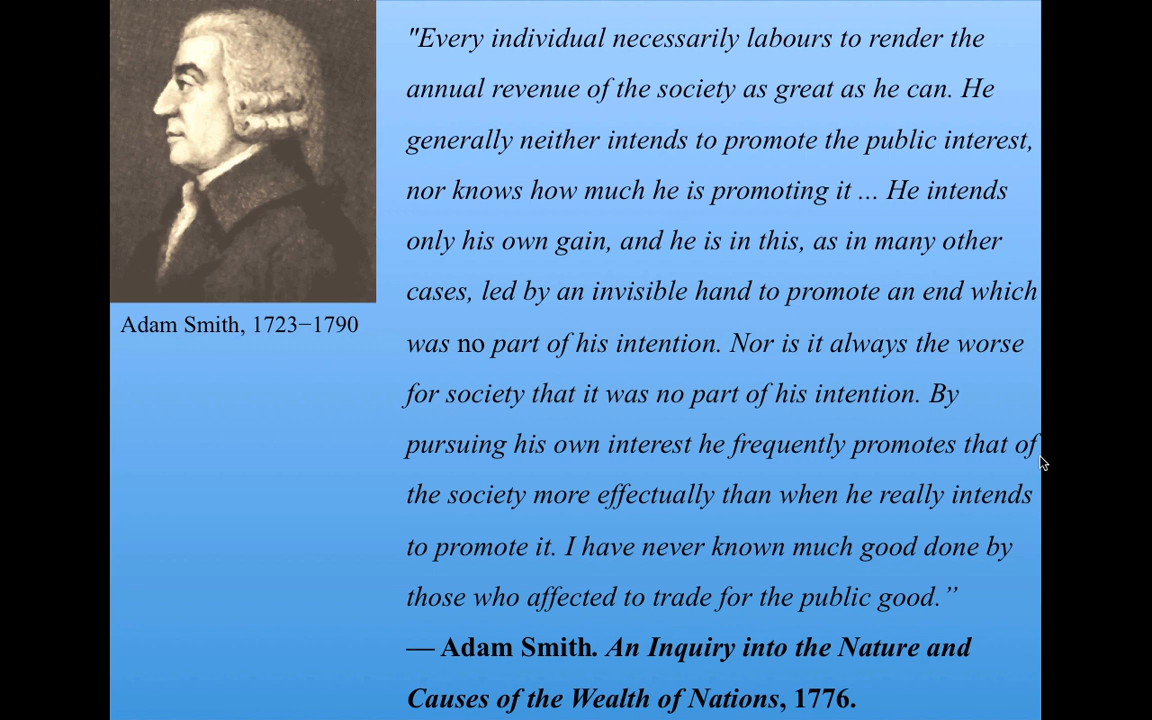 "Every individual necessarily labours to render the
annual revenue of the society as great as he can. He
generally neither intends to promote the public interest,
nor knows how much he is promoting it ... He intends
only his own gain, and he is in this, as in many other
cases, led by an invisible hand to promote an end which
was no part of his intention. Nor is it always the worse
for society that it was no part of his intention. By
pursuing his own interest he frequently promotes that of
the society more effectually than when he really intends
to promote it. I have never known much good done by
those who affected to trade for the public good.”
— Adam Smith. An Inquiry into the Nature and
Causes of the Wealth of Nations, 1776.
Adam Smith, 1723−1790